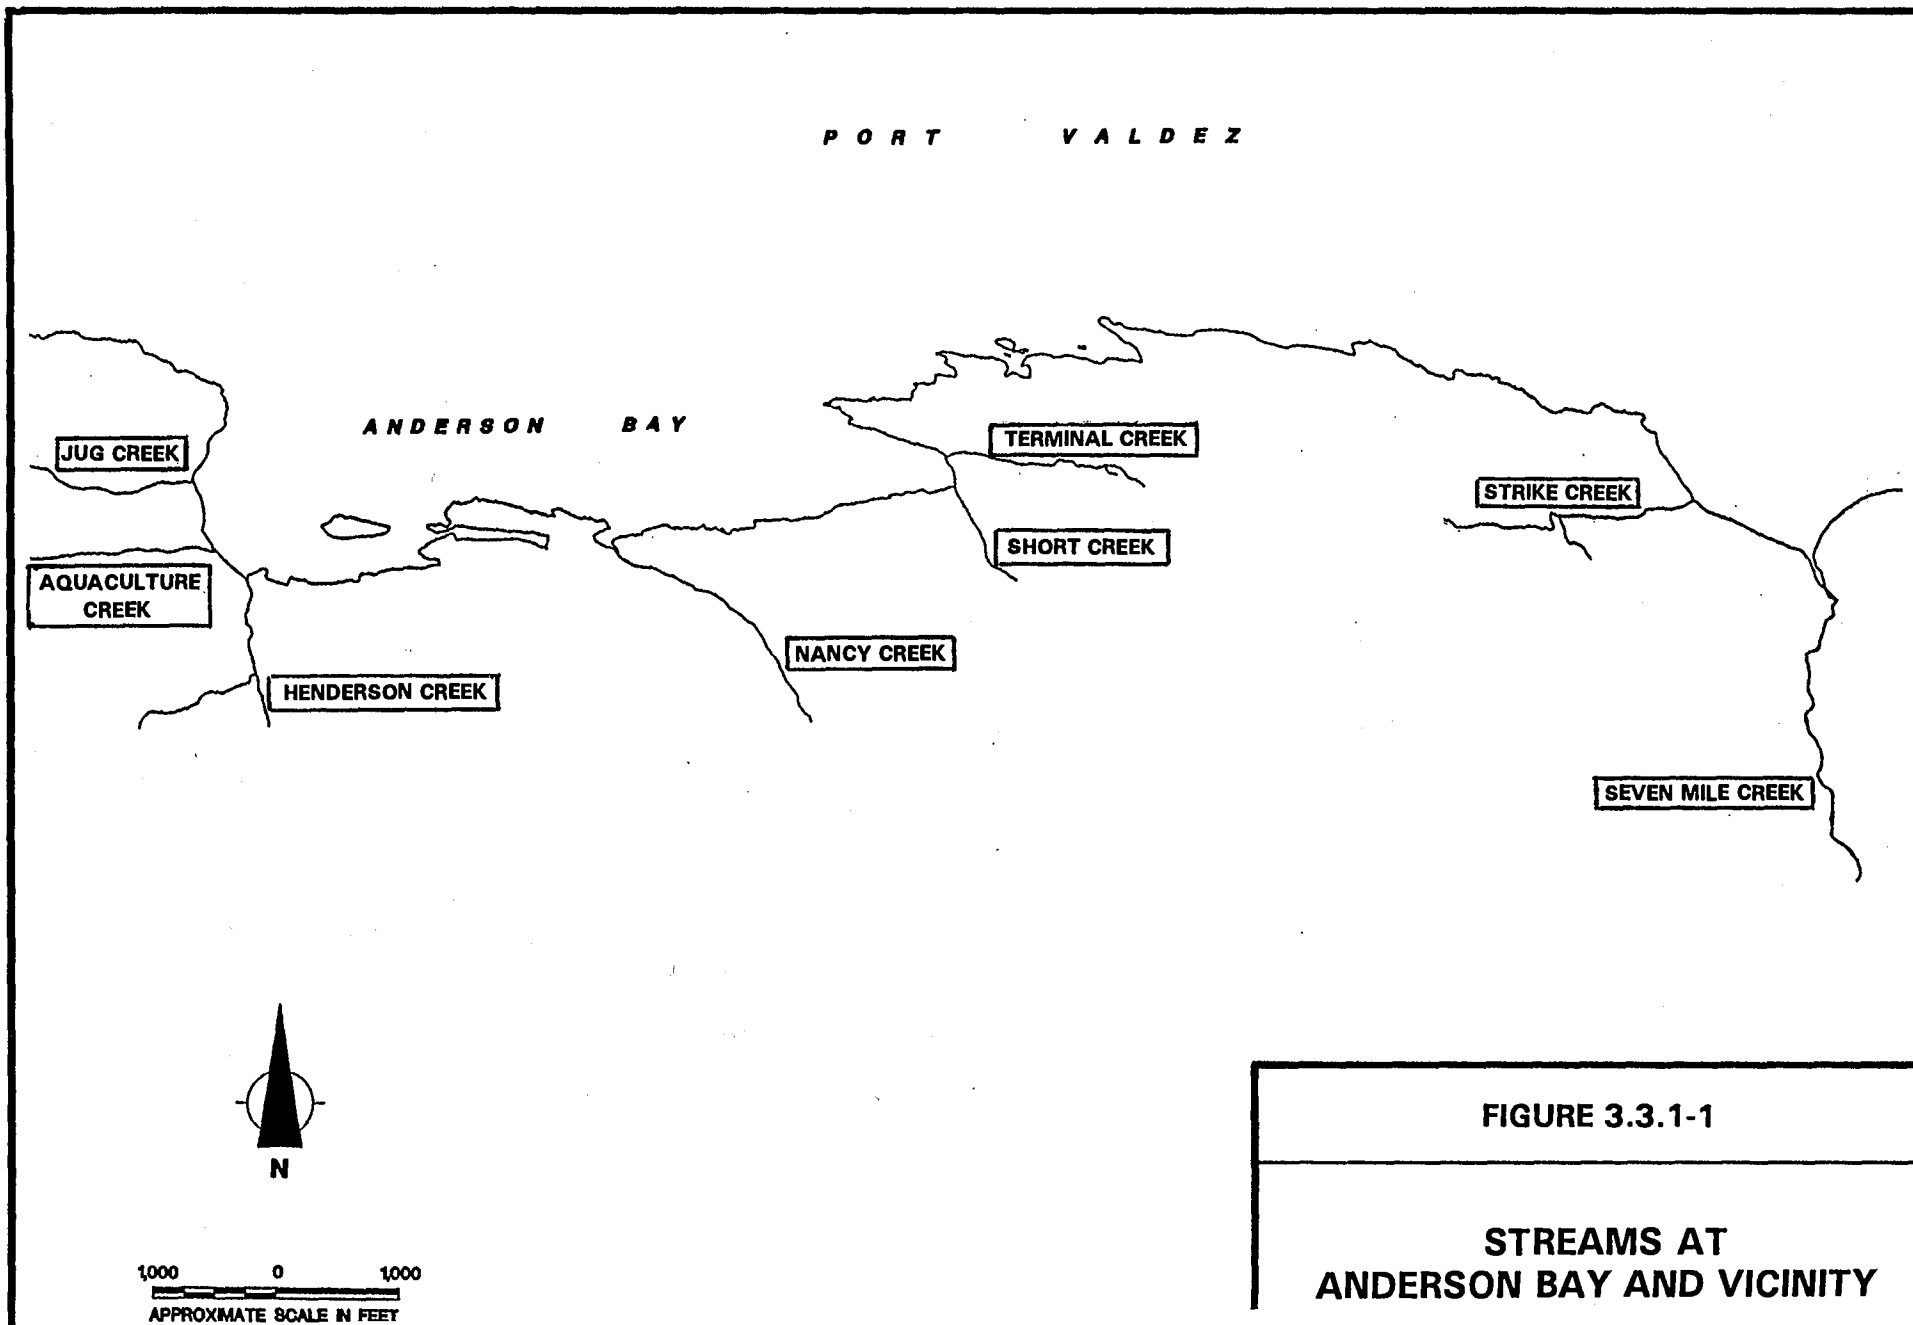 PORT VALDEZ
ANDERSON BAY
JUG CREEK
TERMINAL CREEK
STRIKE CREEK
SHORT CREEK
AQUACULTURE
CREEK
NANCY CREEK
HENDERSON CREEK
SEVEN MILE CREEK
N
1,000 0 1,000
APPROXIMATE SCALE IN FEET
FIGURE 3.3.1-1
STREAMS AT
ANDERSON BAY AND VICINITY